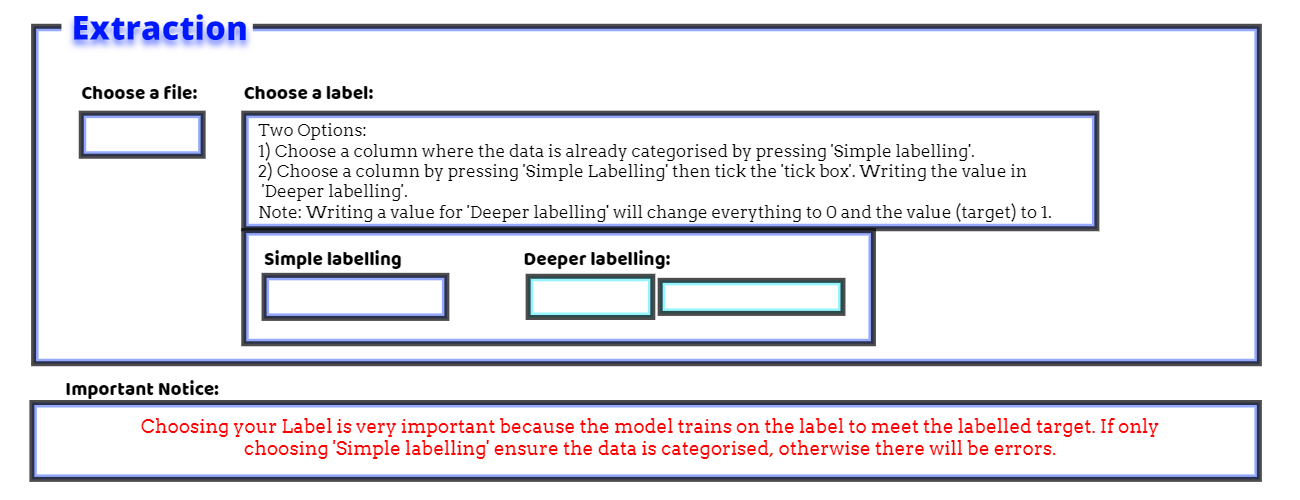 Extraction
Choose a file:
Choose a label:
Two Options:
1) Choose a column where the data is already categorised by pressing 'Simple labelling'.
2) Choose a column by pressing 'Simple Labelling' then tick the 'tick box'. Writing the value in
'Deeper labelling'.
Note: Writing a value for 'Deeper labelling' will change everything to 0 and the value (target) to 1.
Simple labelling
Deeper labelling:
Important Notice:
Choosing your Label is very important because the model trains on the label to meet the labelled target. If only
choosing 'Simple labelling' ensure the data is categorised, otherwise there will be errors.